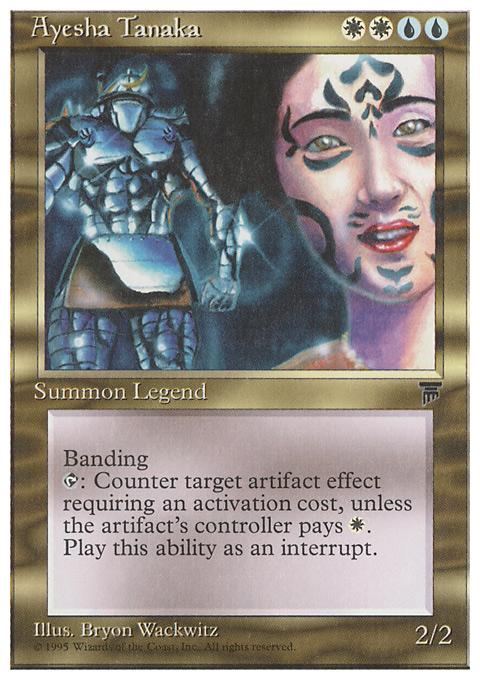 Ayesha Tanaka
Summon Legend
Banding
: Counter target artifact effect
requiring an activation cost, unless
the artifact's controller pays .
Play this ability as an interrupt.
Illus. Bryon Wackwitz
© 1995 Wizards of the Coast, Inc. All rights reserved.
2/2